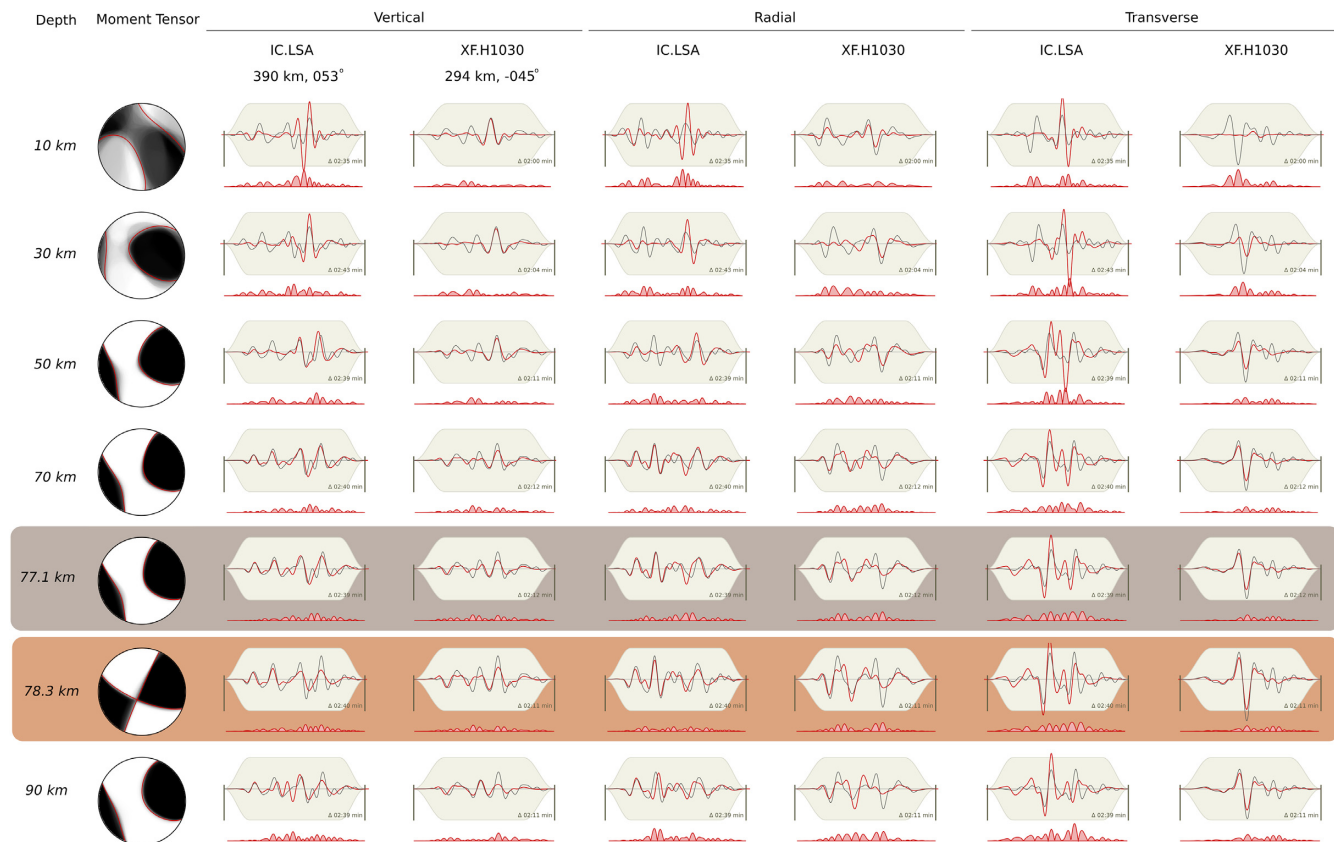 Depth Moment Tensor Vertical Radial Transverse
IC.LSA XF.H1030 IC.LSA XF.H1030 IC.LSA XF.H1030
390 km, 053° 294 km, -045°
10 km
Δ 02:35 min Δ 02:00 min Δ 02:35 min Δ 02:00 min Δ 02:35 min Δ 02:00 min
30 km
Δ 02:43 min Δ 02:04 min Δ 02:43 min Δ 02:04 min Δ 02:43 min Δ 02:04 min
50 km
Δ 02:39 min Δ 02:11 min Δ 02:39 min Δ 02:11 min Δ 02:39 min Δ 02:11 min
70 km
Δ 02:40 min Δ 02:12 min Δ 02:40 min Δ 02:12 min Δ 02:40 min Δ 02:12 min
77.1 km
Δ 02:39 min Δ 02:12 min Δ 02:39 min Δ 02:12 min Δ 02:39 min Δ 02:12 min
78.3 km
Δ 02:40 min Δ 02:11 min Δ 02:40 min Δ 02:11 min Δ 02:40 min Δ 02:11 min
90 km
Δ 02:39 min Δ 02:11 min Δ 02:39 min Δ 02:11 min Δ 02:39 min Δ 02:11 min